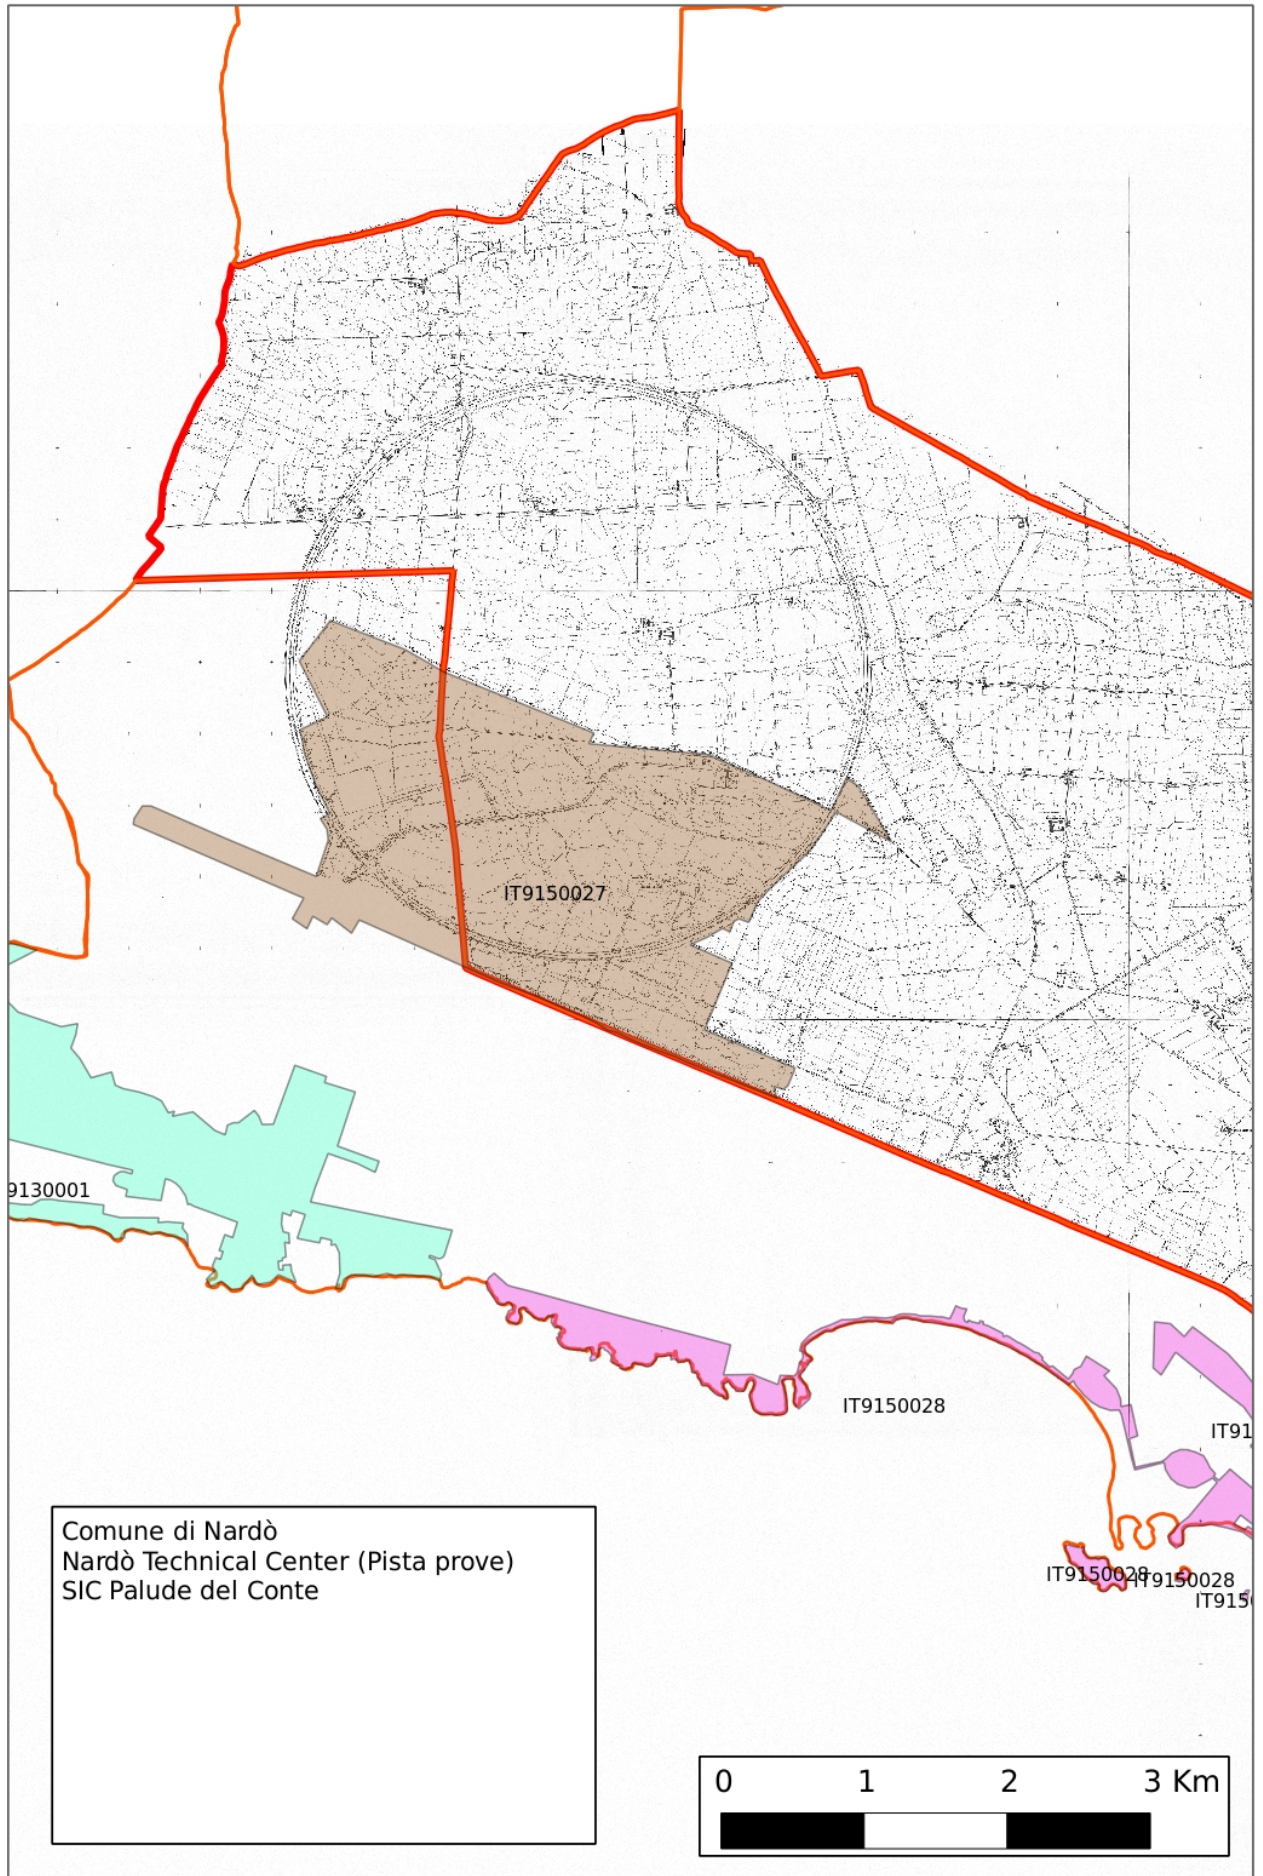 IT9150027
9130001
IT9150028
IT91
IT9150028
IT9150028
IT915
Comune di Nardò
Nardò Technical Center (Pista prove)
SIC Palude del Conte
0 1 2 3 Km